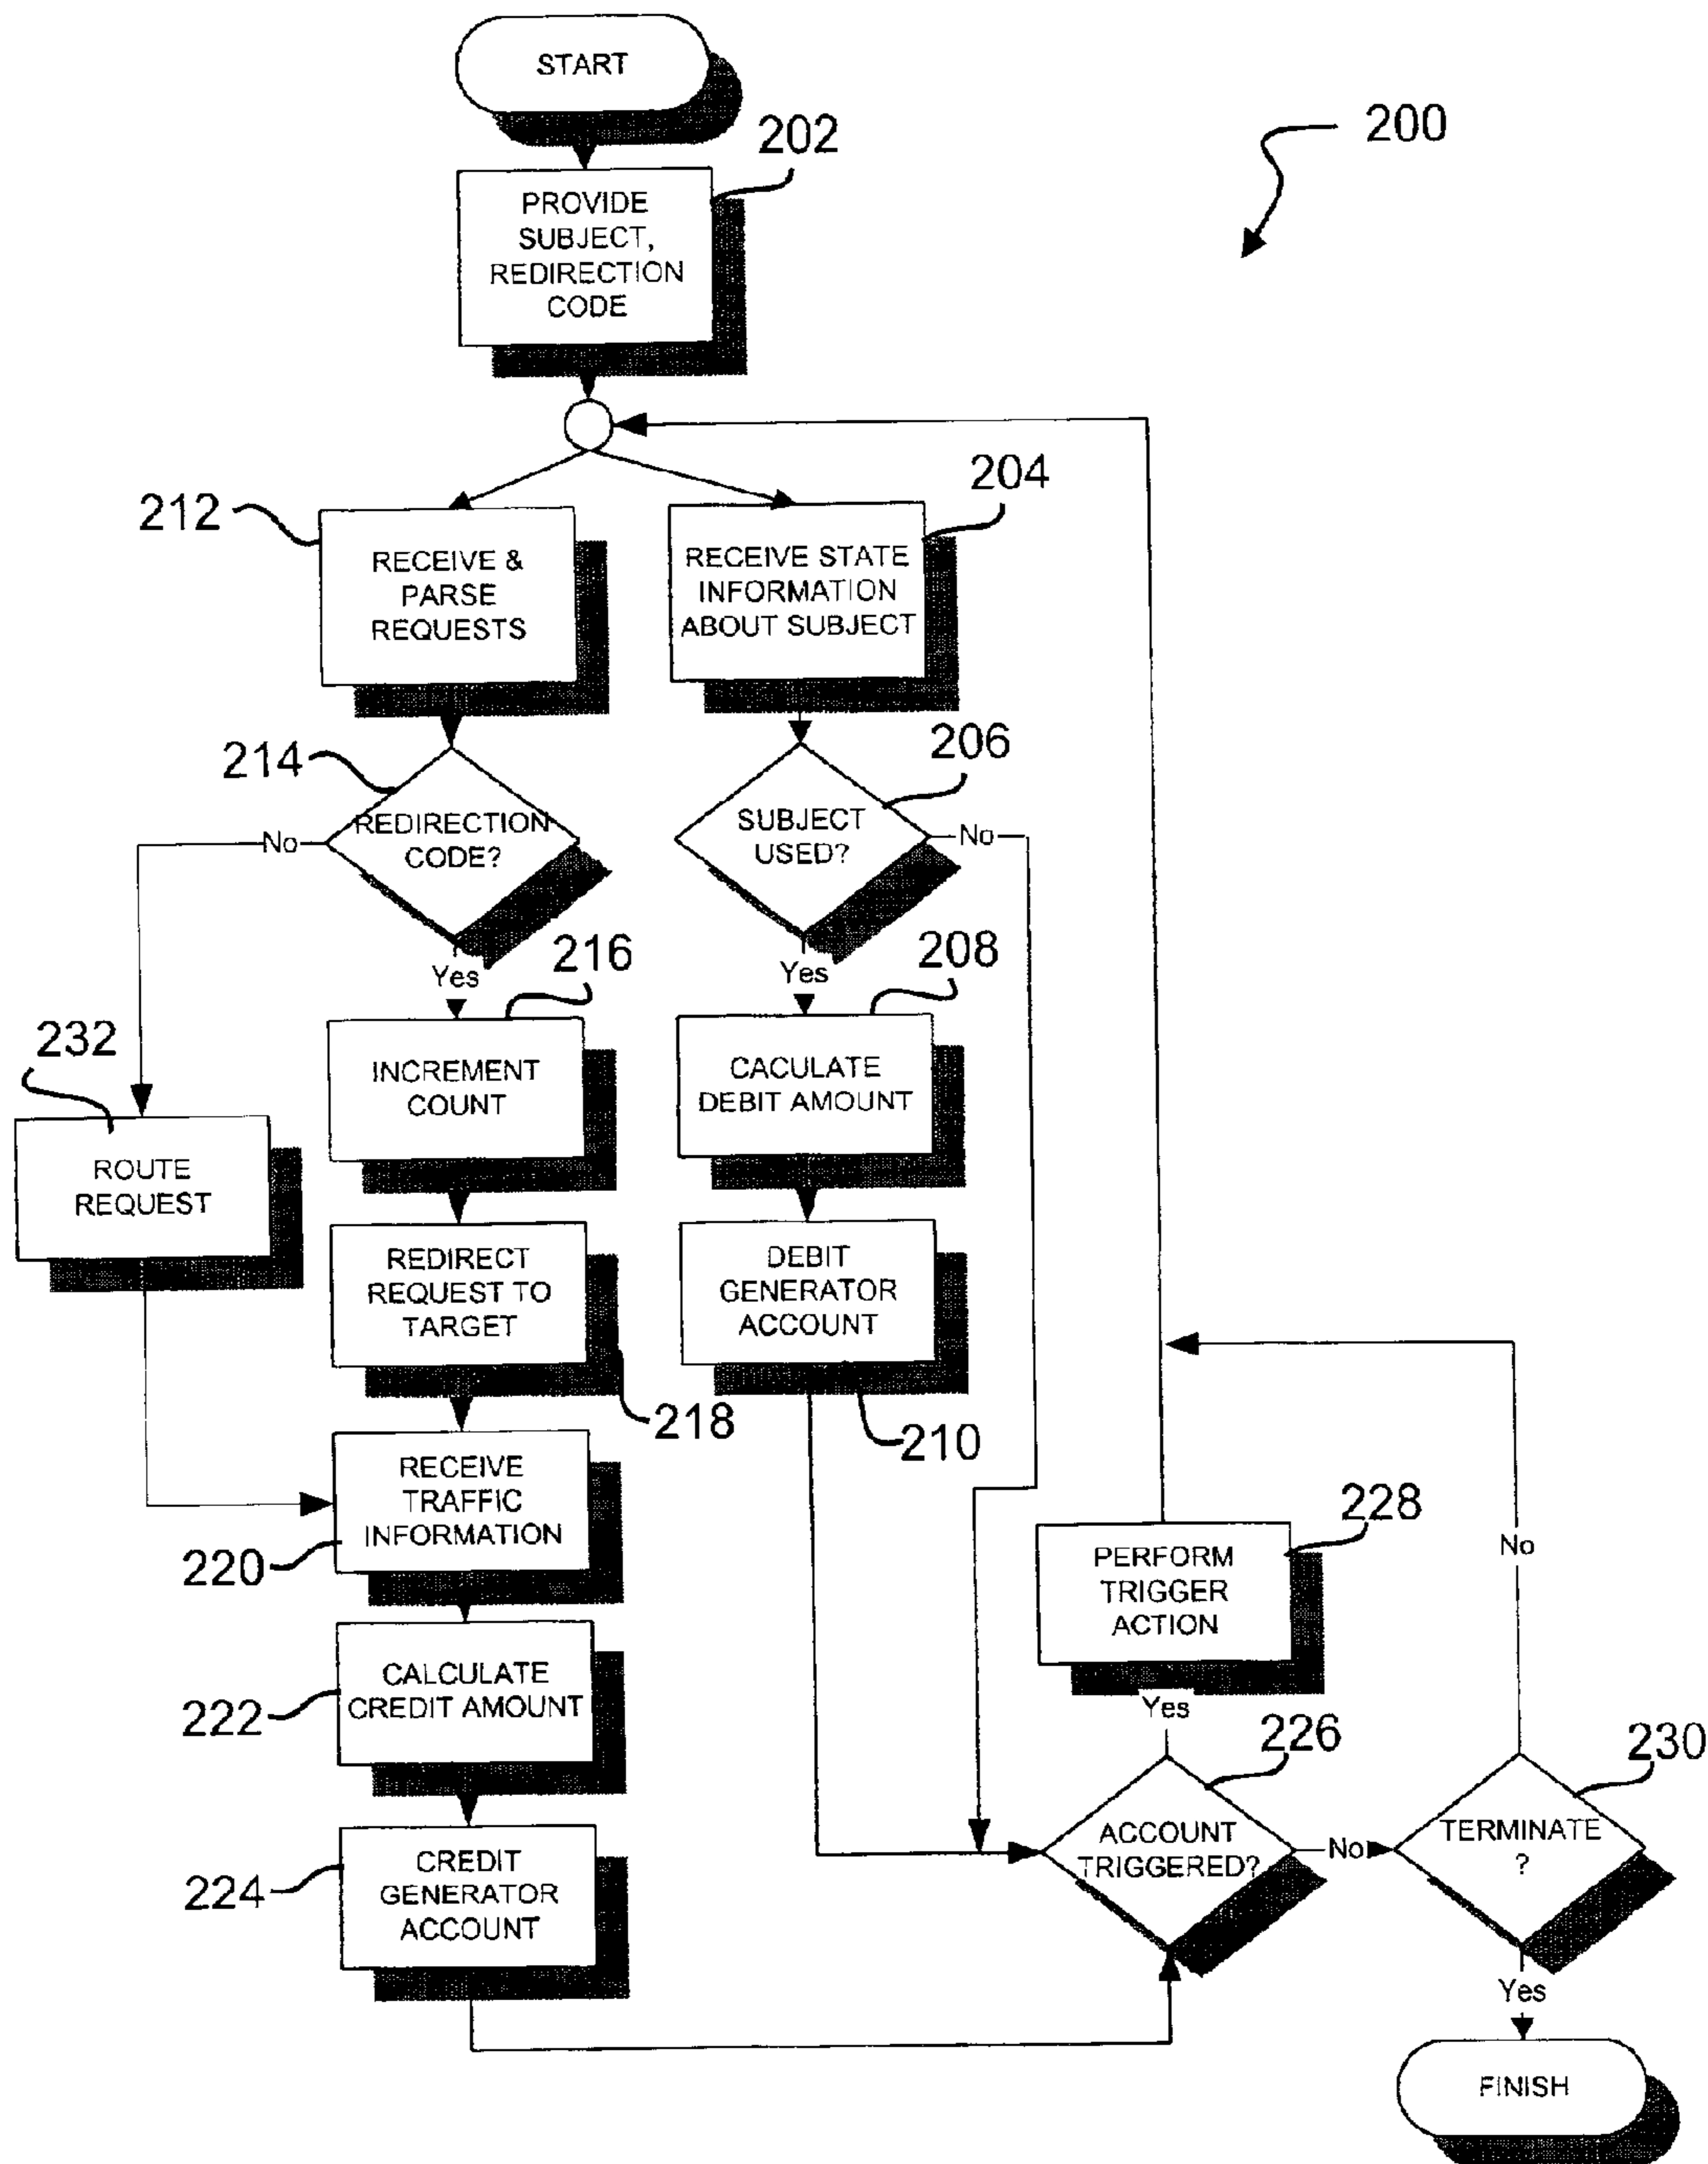 START
202
200
PROVIDE
SUBJECT,
REDIRECTION
CODE
204
212
RECEIVE &
PARSE
REQUESTS
RECEIVE STATE
INFORMATION
ABOUT SUBJECT
214
206
REDIRECTION
CODE?
No
SUBJECT
USED?
No
Yes
216
Yes
208
232
INCREMENT
COUNT
CACULATE
DEBIT AMOUNT
ROUTE
REQUEST
REDIRECT
REQUEST TO
TARGET
DEBIT
GENERATOR
ACCOUNT
218
210
RECEIVE
TRAFFIC
INFORMATION
220
228
PERFORM
TRIGGER
ACTION
No
CALCULATE
CREDIT AMOUNT
222
Yes
226
230
ACCOUNT
TRIGGERED?
No
TERMINATE
?
CREDIT
GENERATOR
ACCOUNT
224
Yes
FINISH